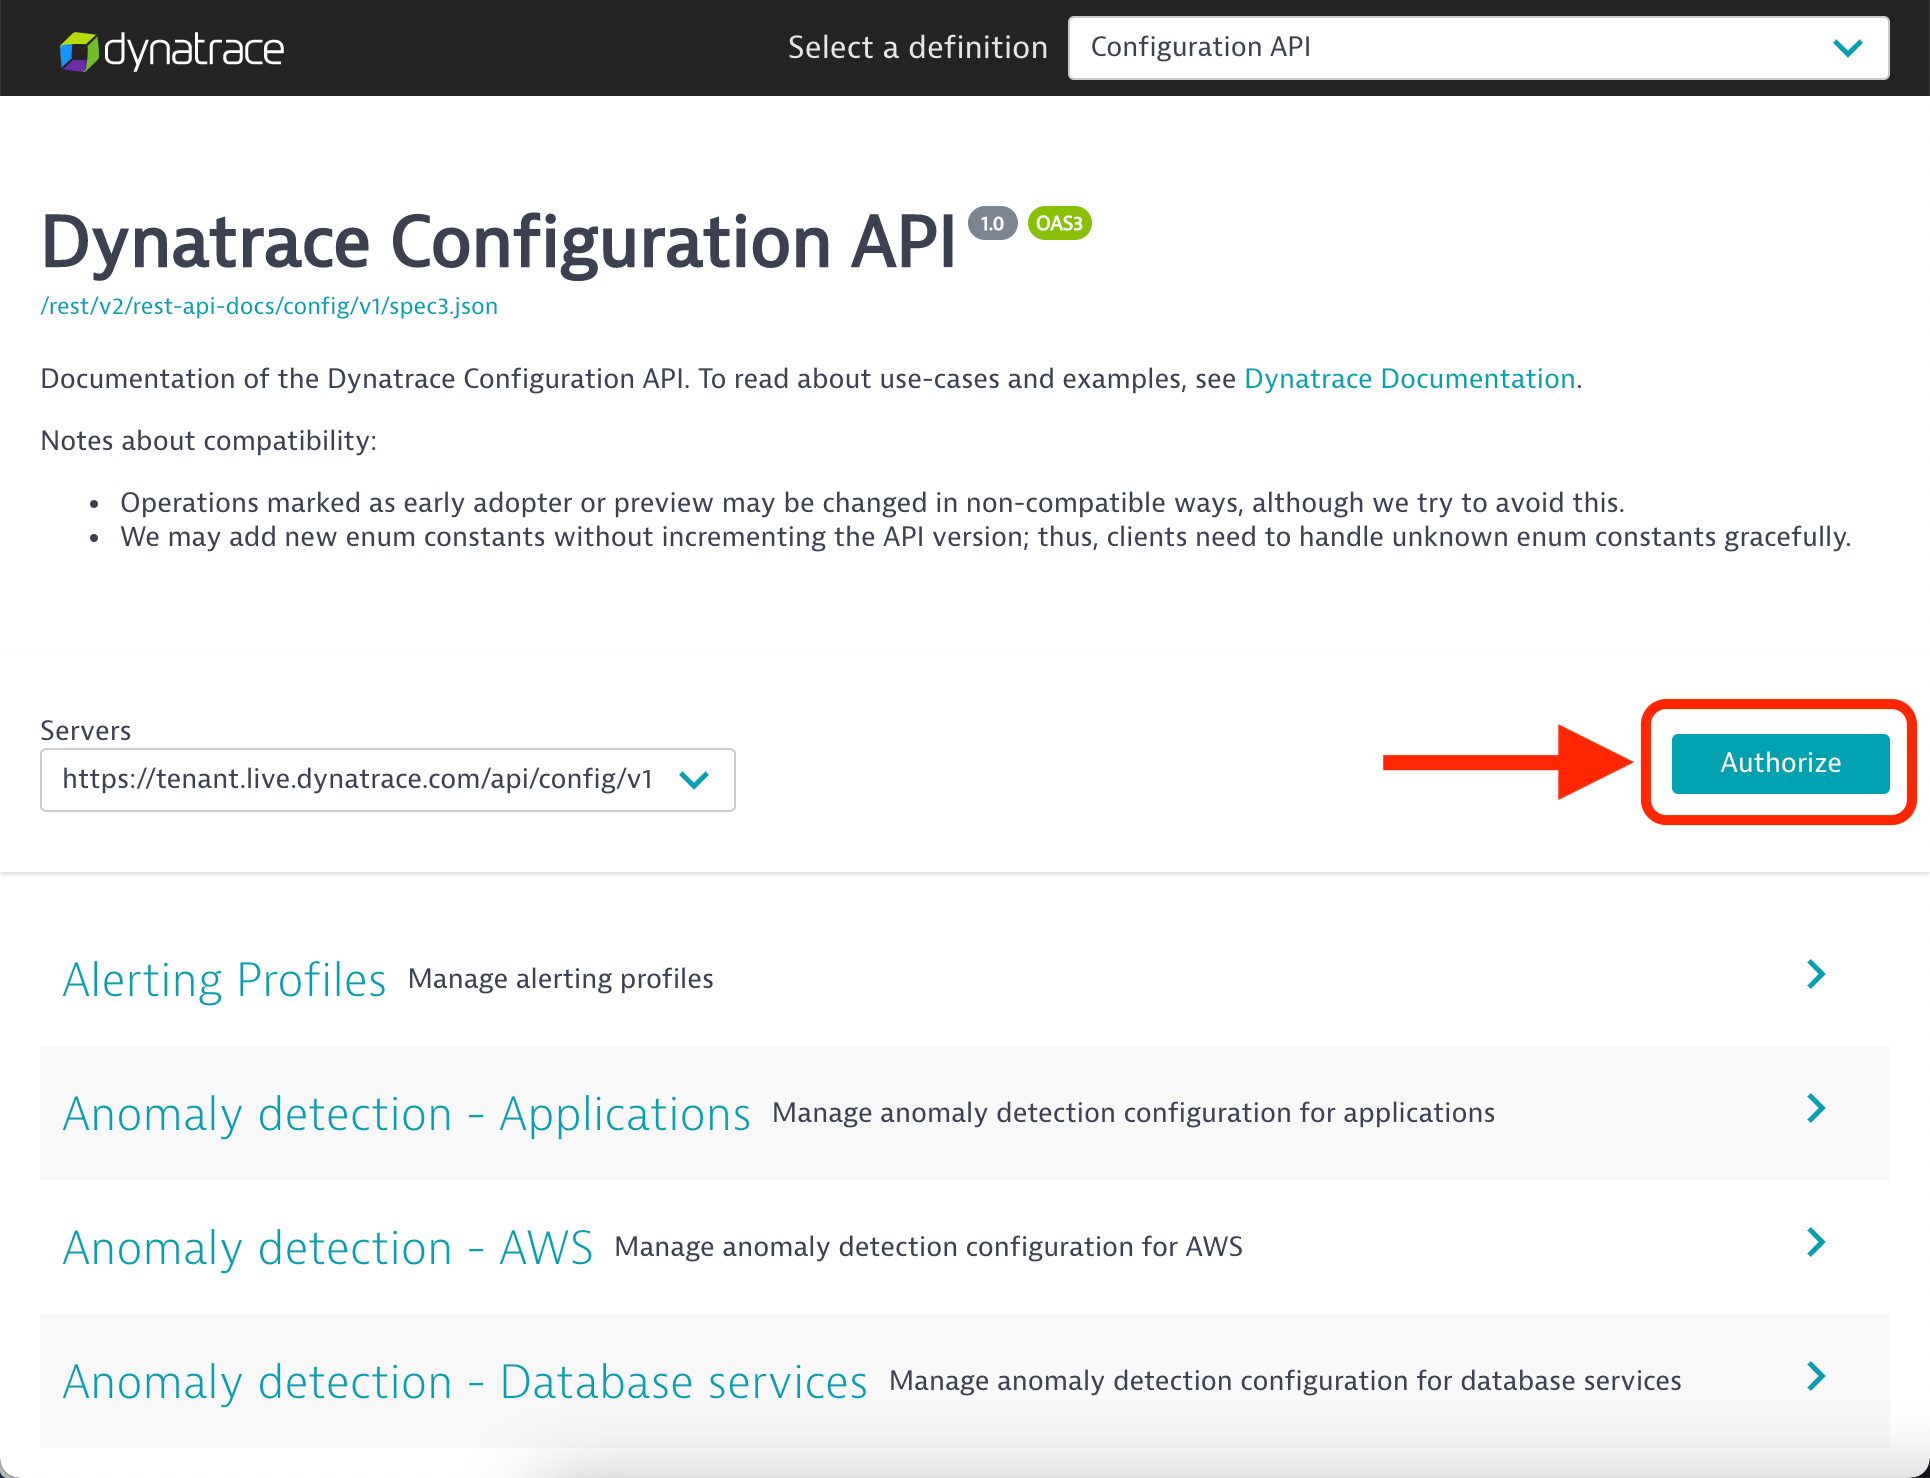 dynatrace
Select a definition
Configuration API
Dynatrace Configuration API 1.0 OAS3
/rest/v2/rest-api-docs/config/v1/spec3.json
Documentation of the Dynatrace Configuration API. To read about use-cases and examples, see Dynatrace Documentation.
Notes about compatibility:
• Operations marked as early adopter or preview may be changed in non-compatible ways, although we try to avoid this.
• We may add new enum constants without incrementing the API version; thus, clients need to handle unknown enum constants gracefully.
Servers
https://tenant.live.dynatrace.com/api/config/v1
Authorize
Alerting Profiles Manage alerting profiles
Anomaly detection - Applications Manage anomaly detection configuration for applications
Anomaly detection - AWS Manage anomaly detection configuration for AWS
Anomaly detection - Database services Manage anomaly detection configuration for database services